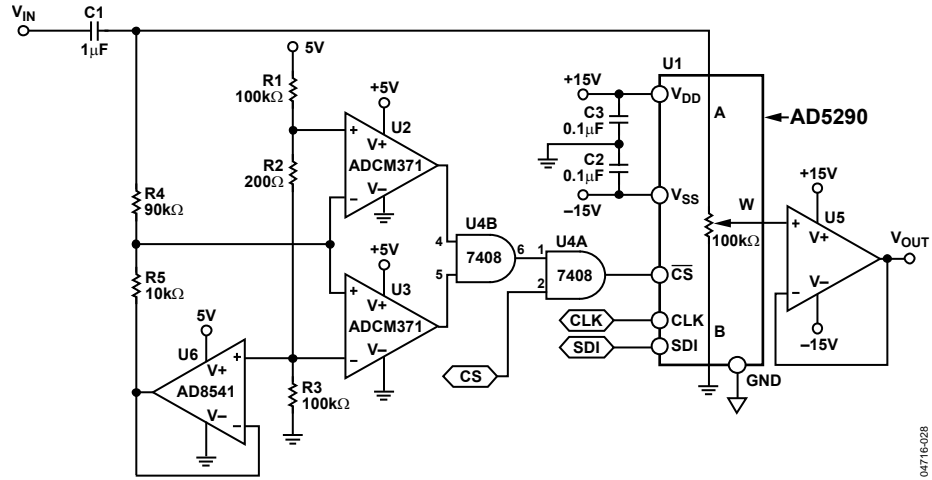 VIN
C1
1μF
5V
R1
100kΩ
R2
200Ω
R3
100kΩ
R4
90kΩ
R5
10kΩ
5V
U6
V+
AD8541
V–
+
–
+5V
U2
+
V+
ADCM371
–
V–
+5V
U3
+
V+
ADCM371
–
V–
U4B
4
7408
6
5
U4A
1
7408
2
CS
CLK
SDI
+15V
C3
0.1μF
C2
0.1μF
–15V
U1
VDD
A
AD5290
VSS
W
100kΩ
CS
CLK
B
SDI
GND
+15V
U5
+
V+
–
V–
–15V
VOUT
04716-028